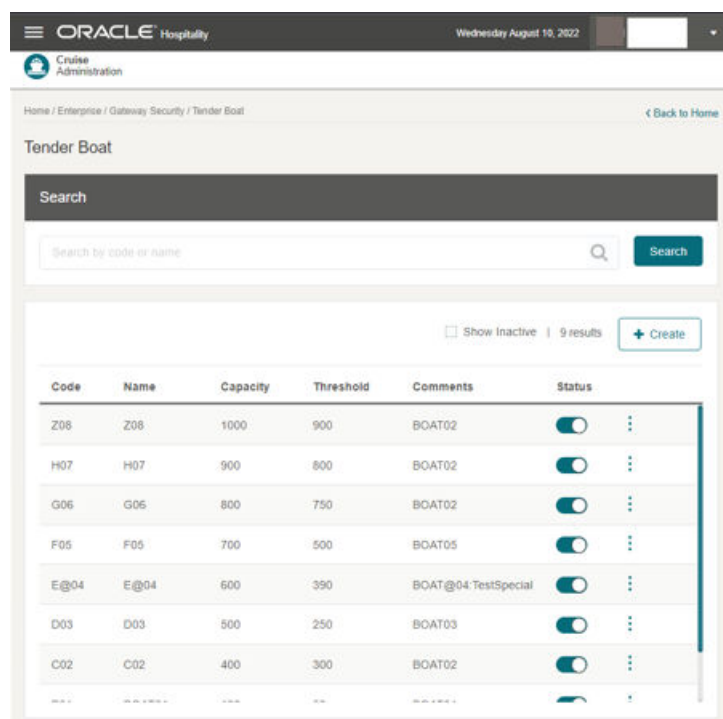 ORACLE Hospitality Wednesday August 10, 2022
Cruise
Administration
Home / Enterprise / Gateway Security / Tender Boat < Back to Home
Tender Boat
Search
Search by code or name Search
Show Inactive | 9 results + Create
Code Name Capacity Threshold Comments Status
Z08 Z08 1000 900 BOAT02
H07 H07 900 800 BOAT02
G06 G06 800 750 BOAT02
F05 F05 700 500 BOAT05
E@04 E@04 600 390 BOAT@04:TestSpecial
D03 D03 500 250 BOAT03
C02 C02 400 300 BOAT02